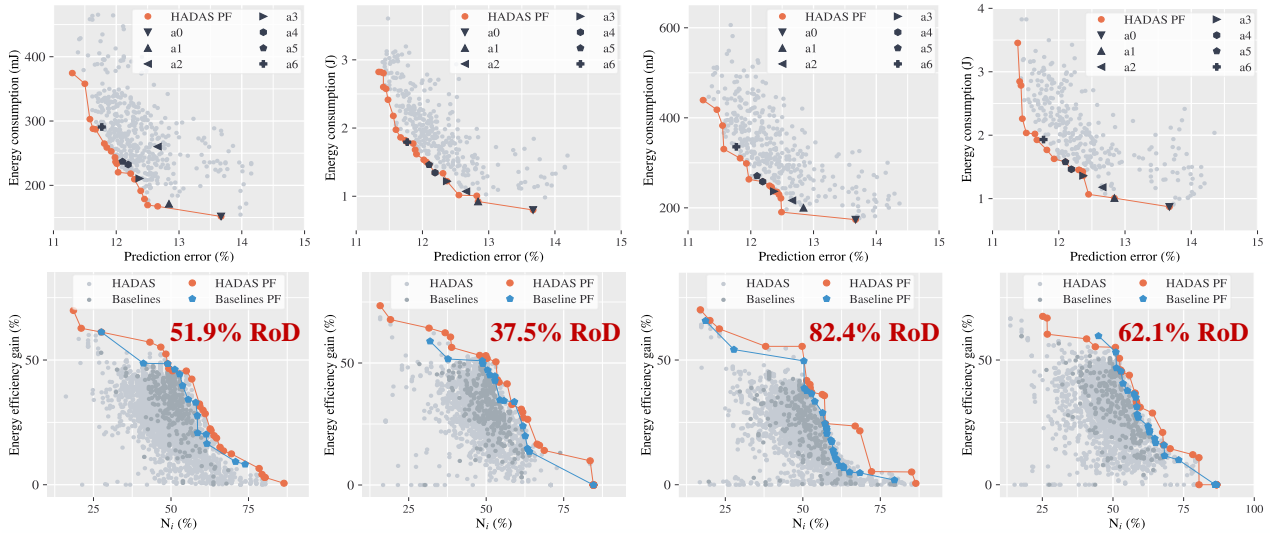 HADAS PF
a0
a1
a2
a3
a4
a5
a6
400
300
200
Energy consumption (mJ)
11 12 13 14 15
Prediction error (%)
HADAS PF
a0
a1
a2
a3
a4
a5
a6
3
2
1
Energy consumption (J)
11 12 13 14 15
Prediction error (%)
HADAS PF
a0
a1
a2
a3
a4
a5
a6
600
400
200
Energy consumption (mJ)
11 12 13 14 15
Prediction error (%)
HADAS PF
a0
a1
a2
a3
a4
a5
a6
4
3
2
1
Energy consumption (J)
11 12 13 14 15
Prediction error (%)
HADAS HADAS PF
Baselines Baselines PF
51.9% RoD
50
0
Energy efficiency gain (%)
25 50 75
Nᵢ (%)
HADAS HADAS PF
Baselines Baseline PF
37.5% RoD
50
0
Energy efficiency gain (%)
25 50 75
Nᵢ (%)
HADAS HADAS PF
Baselines Baseline PF
82.4% RoD
50
0
Energy efficiency gain (%)
25 50 75
Nᵢ (%)
HADAS HADAS PF
Baselines Baseline PF
62.1% RoD
50
0
Energy efficiency gain (%)
25 50 75 100
Nᵢ (%)